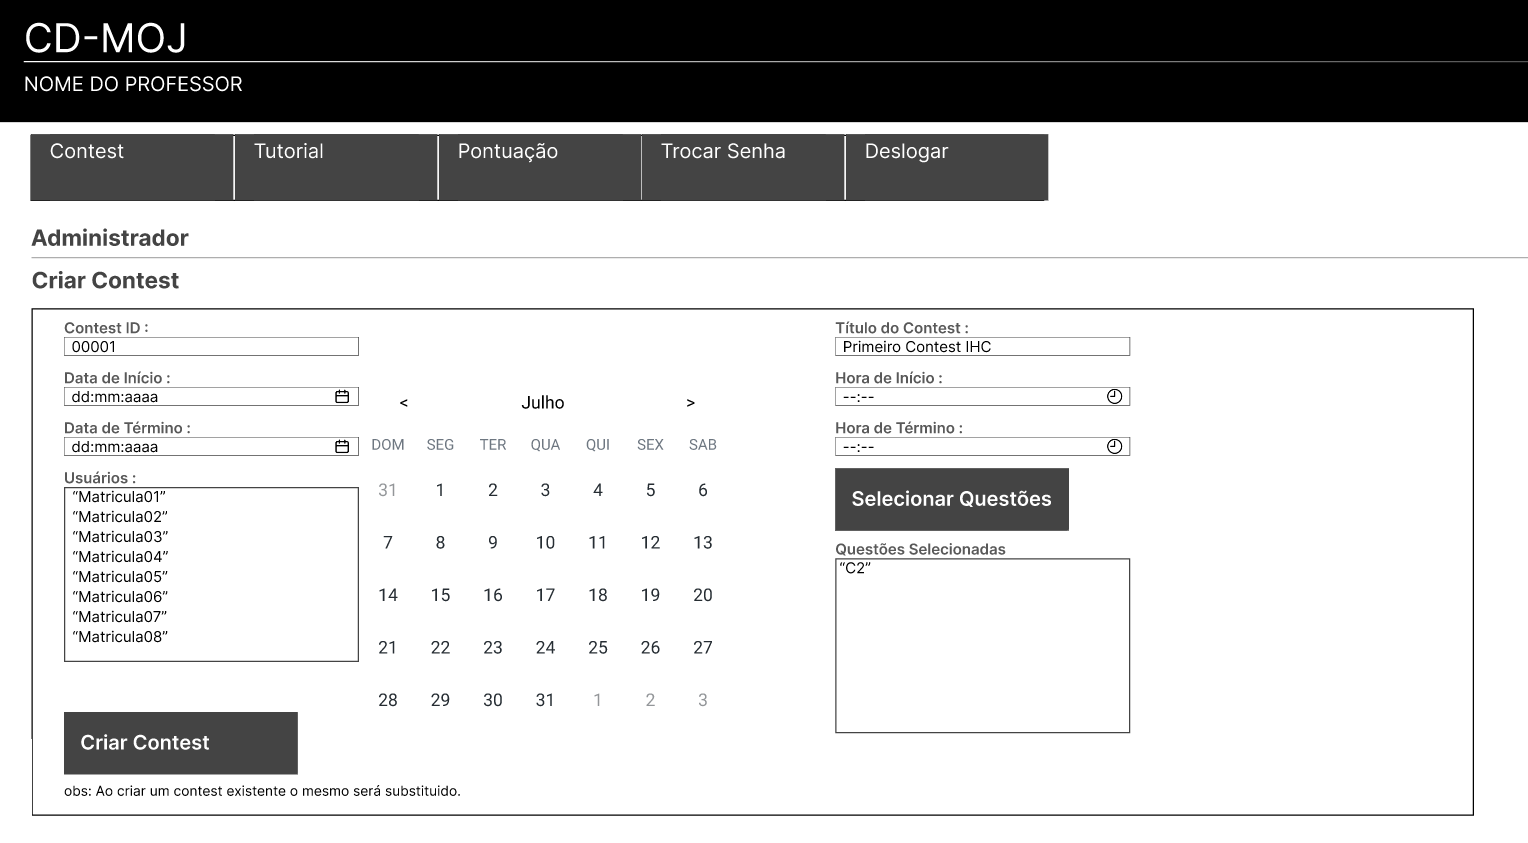 CD-MOJ
NOME DO PROFESSOR
Contest
Tutorial
Pontuação
Trocar Senha
Deslogar
Administrador
Criar Contest
Contest ID :
00001
Data de Início :
dd:mm:aaaa
Data de Término :
dd:mm:aaaa
Usuários :
“Matricula01”
“Matricula02”
“Matricula03”
“Matricula04”
“Matricula05”
“Matricula06”
“Matricula07”
“Matricula08”
< Julho >
DOM SEG TER QUA QUI SEX SAB
31 1 2 3 4 5 6
7 8 9 10 11 12 13
14 15 16 17 18 19 20
21 22 23 24 25 26 27
28 29 30 31 1 2 3
Título do Contest :
Primeiro Contest IHC
Hora de Início :
--:--
Hora de Término :
--:--
Selecionar Questões
Questões Selecionadas
“C2”
Criar Contest
obs: Ao criar um contest existente o mesmo será substituido.